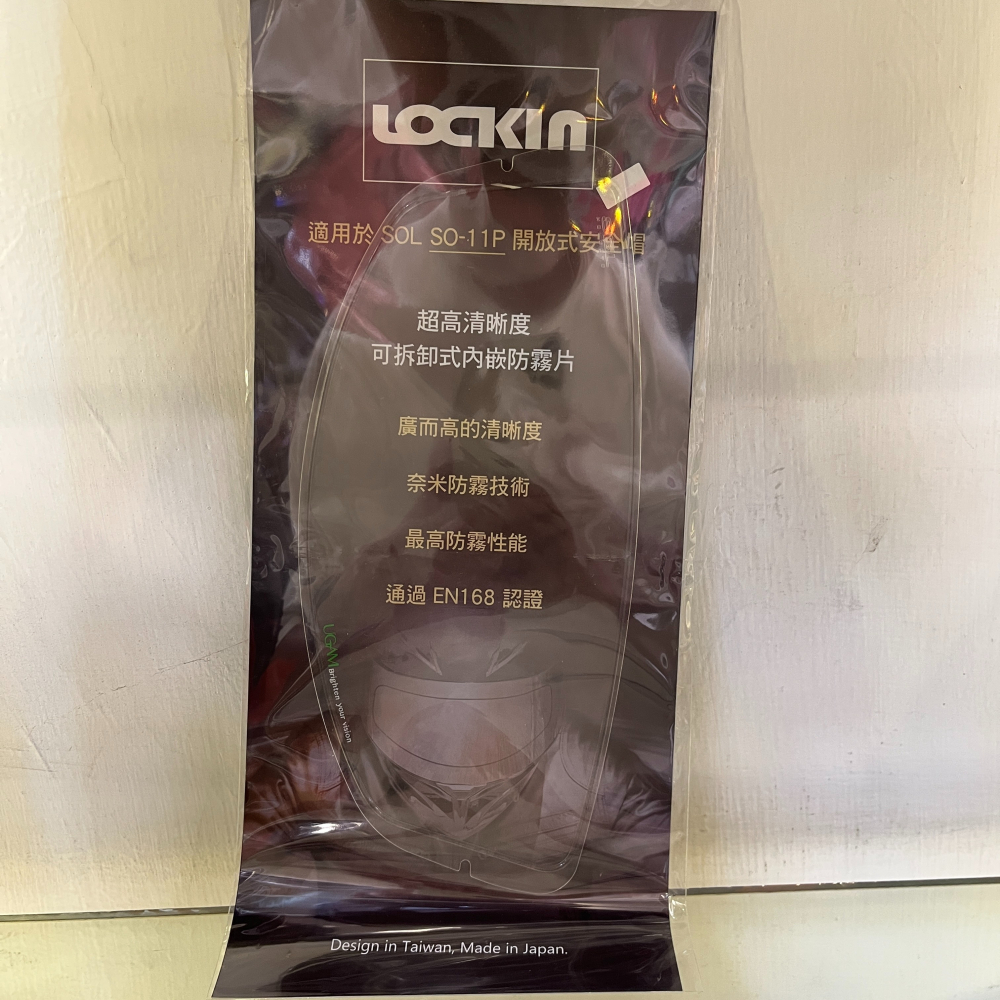 LOCKIN
適用於 SOL SO-11P 開放式安全帽
超高清晰度
可拆卸式內嵌防霧片
廣而高的清晰度
奈米防霧技術
最高防霧性能
通過 EN168 認證
UGAM Brighten your vision
Design in Taiwan, Made in Japan.